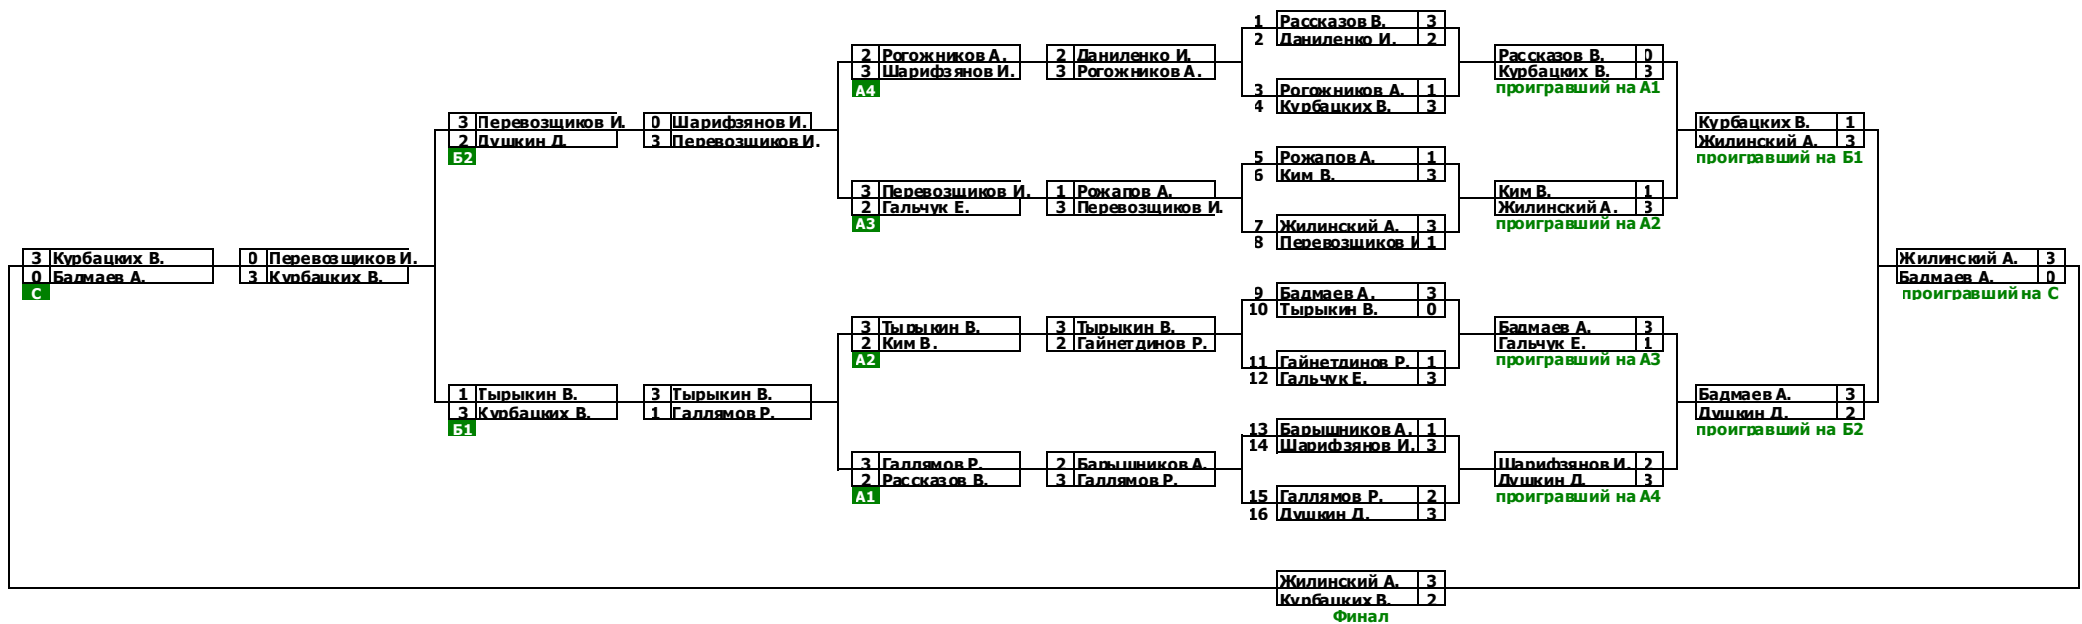 1 Рассказов В. 3
2 Даниленко И. 2
2 Рогожников А.
3 Шарифзянов И.
А4
2 Даниленко И.
3 Рогожников А.
Рассказов В. 0
Курбацких В. 3
проигравший на А1
3 Рогожников А. 1
4 Курбацких В. 3
3 Перевозщиков И.
2 Душкин Д.
Б2
0 Шарифзянов И.
3 Перевозщиков И.
Курбацких В. 1
Жилинский А. 3
проигравший на Б1
5 Рожапов А. 1
6 Ким В. 3
3 Перевозщиков И.
2 Гальчук Е.
А3
1 Рожапов А.
3 Перевозщиков И.
Ким В. 1
Жилинский А. 3
проигравший на А2
7 Жилинский А. 3
8 Перевозщиков И 1
3 Курбацких В.
0 Бадмаев А.
С
0 Перевозщиков И.
3 Курбацких В.
Жилинский А. 3
Бадмаев А. 0
проигравший на С
9 Бадмаев А. 3
10 Тырыкин В. 0
3 Тырыкин В.
2 Ким В.
А2
3 Тырыкин В.
2 Гайнетдинов Р.
Бадмаев А. 3
Гальчук Е. 1
проигравший на А3
11 Гайнетдинов Р. 1
12 Гальчук Е. 3
1 Тырыкин В.
3 Курбацких В.
Б1
3 Тырыкин В.
1 Галлямов Р.
Бадмаев А. 3
Душкин Д. 2
проигравший на Б2
13 Барышников А. 1
14 Шарифзянов И. 3
3 Галлямов Р.
2 Рассказов В.
А1
2 Барышников А.
3 Галлямов Р.
Шарифзянов И. 2
Душкин Д. 3
проигравший на А4
15 Галлямов Р. 2
16 Душкин Д. 3
Жилинский А. 3
Курбацких В. 2
Финал